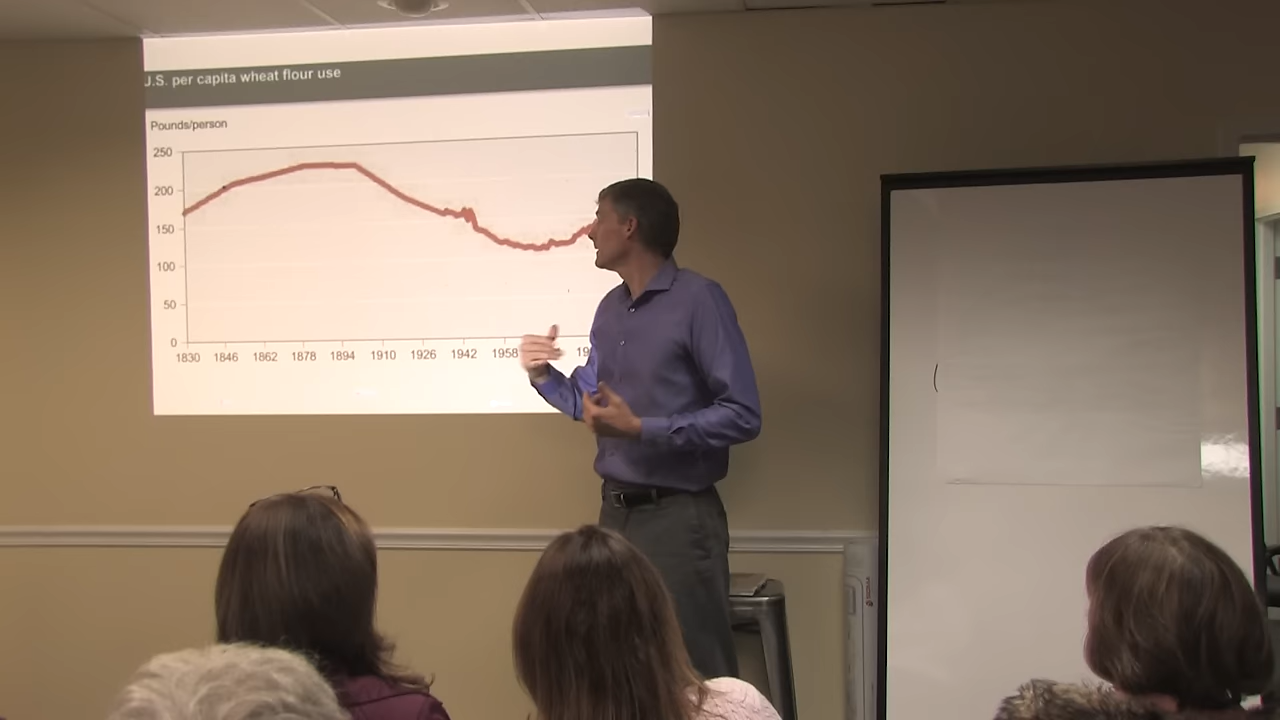 U.S. per capita wheat flour use
Pounds/person
250
200
150
100
50
0
1830 1846 1862 1878 1894 1910 1926 1942 1958 19